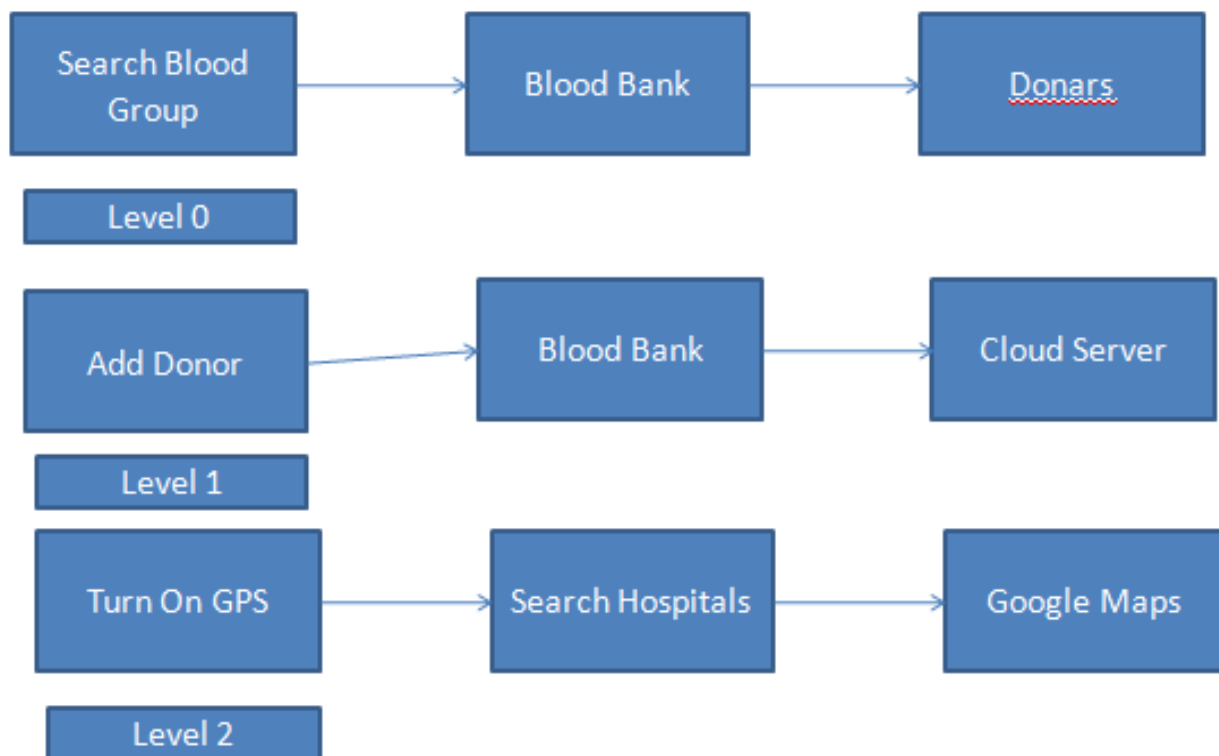 Search Blood
Group
Blood Bank
Donars
Level 0
Add Donor
Blood Bank
Cloud Server
Level 1
Turn On GPS
Search Hospitals
Google Maps
Level 2